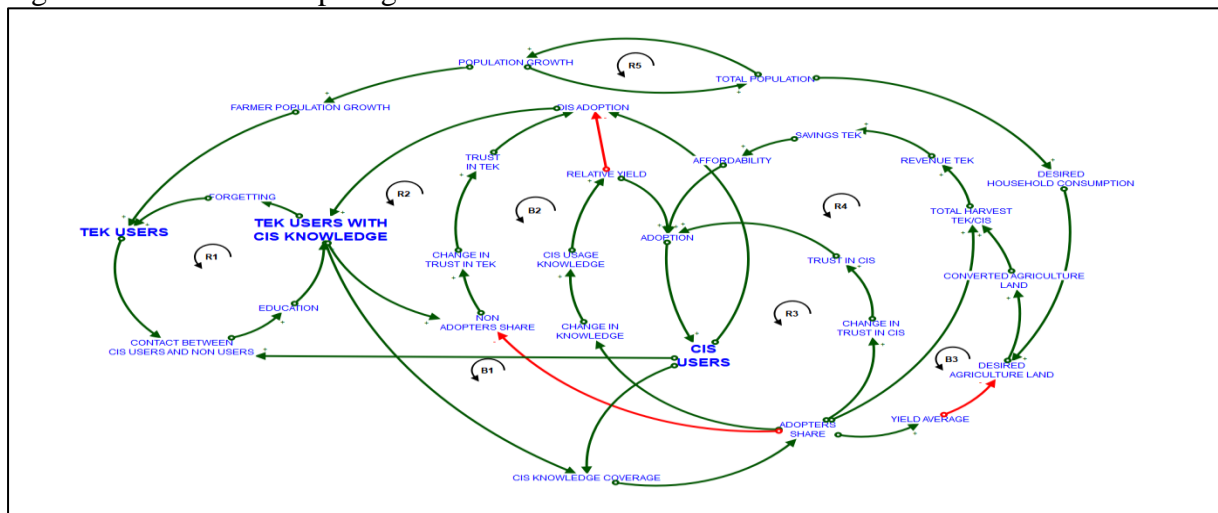 POPULATION GROWTH
R5
TOTAL POPULATION
FARMER POPULATION GROWTH
DIS ADOPTION
SAVINGS TEK
TRUST
IN TEK
AFFORDABILITY
REVENUE TEK
RELATIVE YIELD
DESIRED
HOUSEHOLD CONSUMPTION
FORGETTING
R2
B2
R4
TEK USERS
TEK USERS WITH
CIS KNOWLEDGE
TOTAL HARVEST
TEK/CIS
ADOPTION
R1
CHANGE IN
TRUST IN TEK
CIS USAGE
KNOWLEDGE
TRUST IN CIS
CONVERTED AGRICULTURE
LAND
EDUCATION
R3
NON
ADOPTERS SHARE
CHANGE IN
KNOWLEDGE
CHANGE IN
TRUST IN CIS
CONTACT BETWEEN
CIS USERS AND NON USERS
CIS
USERS
B1
B3
DESIRED
AGRICULTURE LAND
ADOPTERS
SHARE
YIELD AVERAGE
CIS KNOWLEDGE COVERAGE